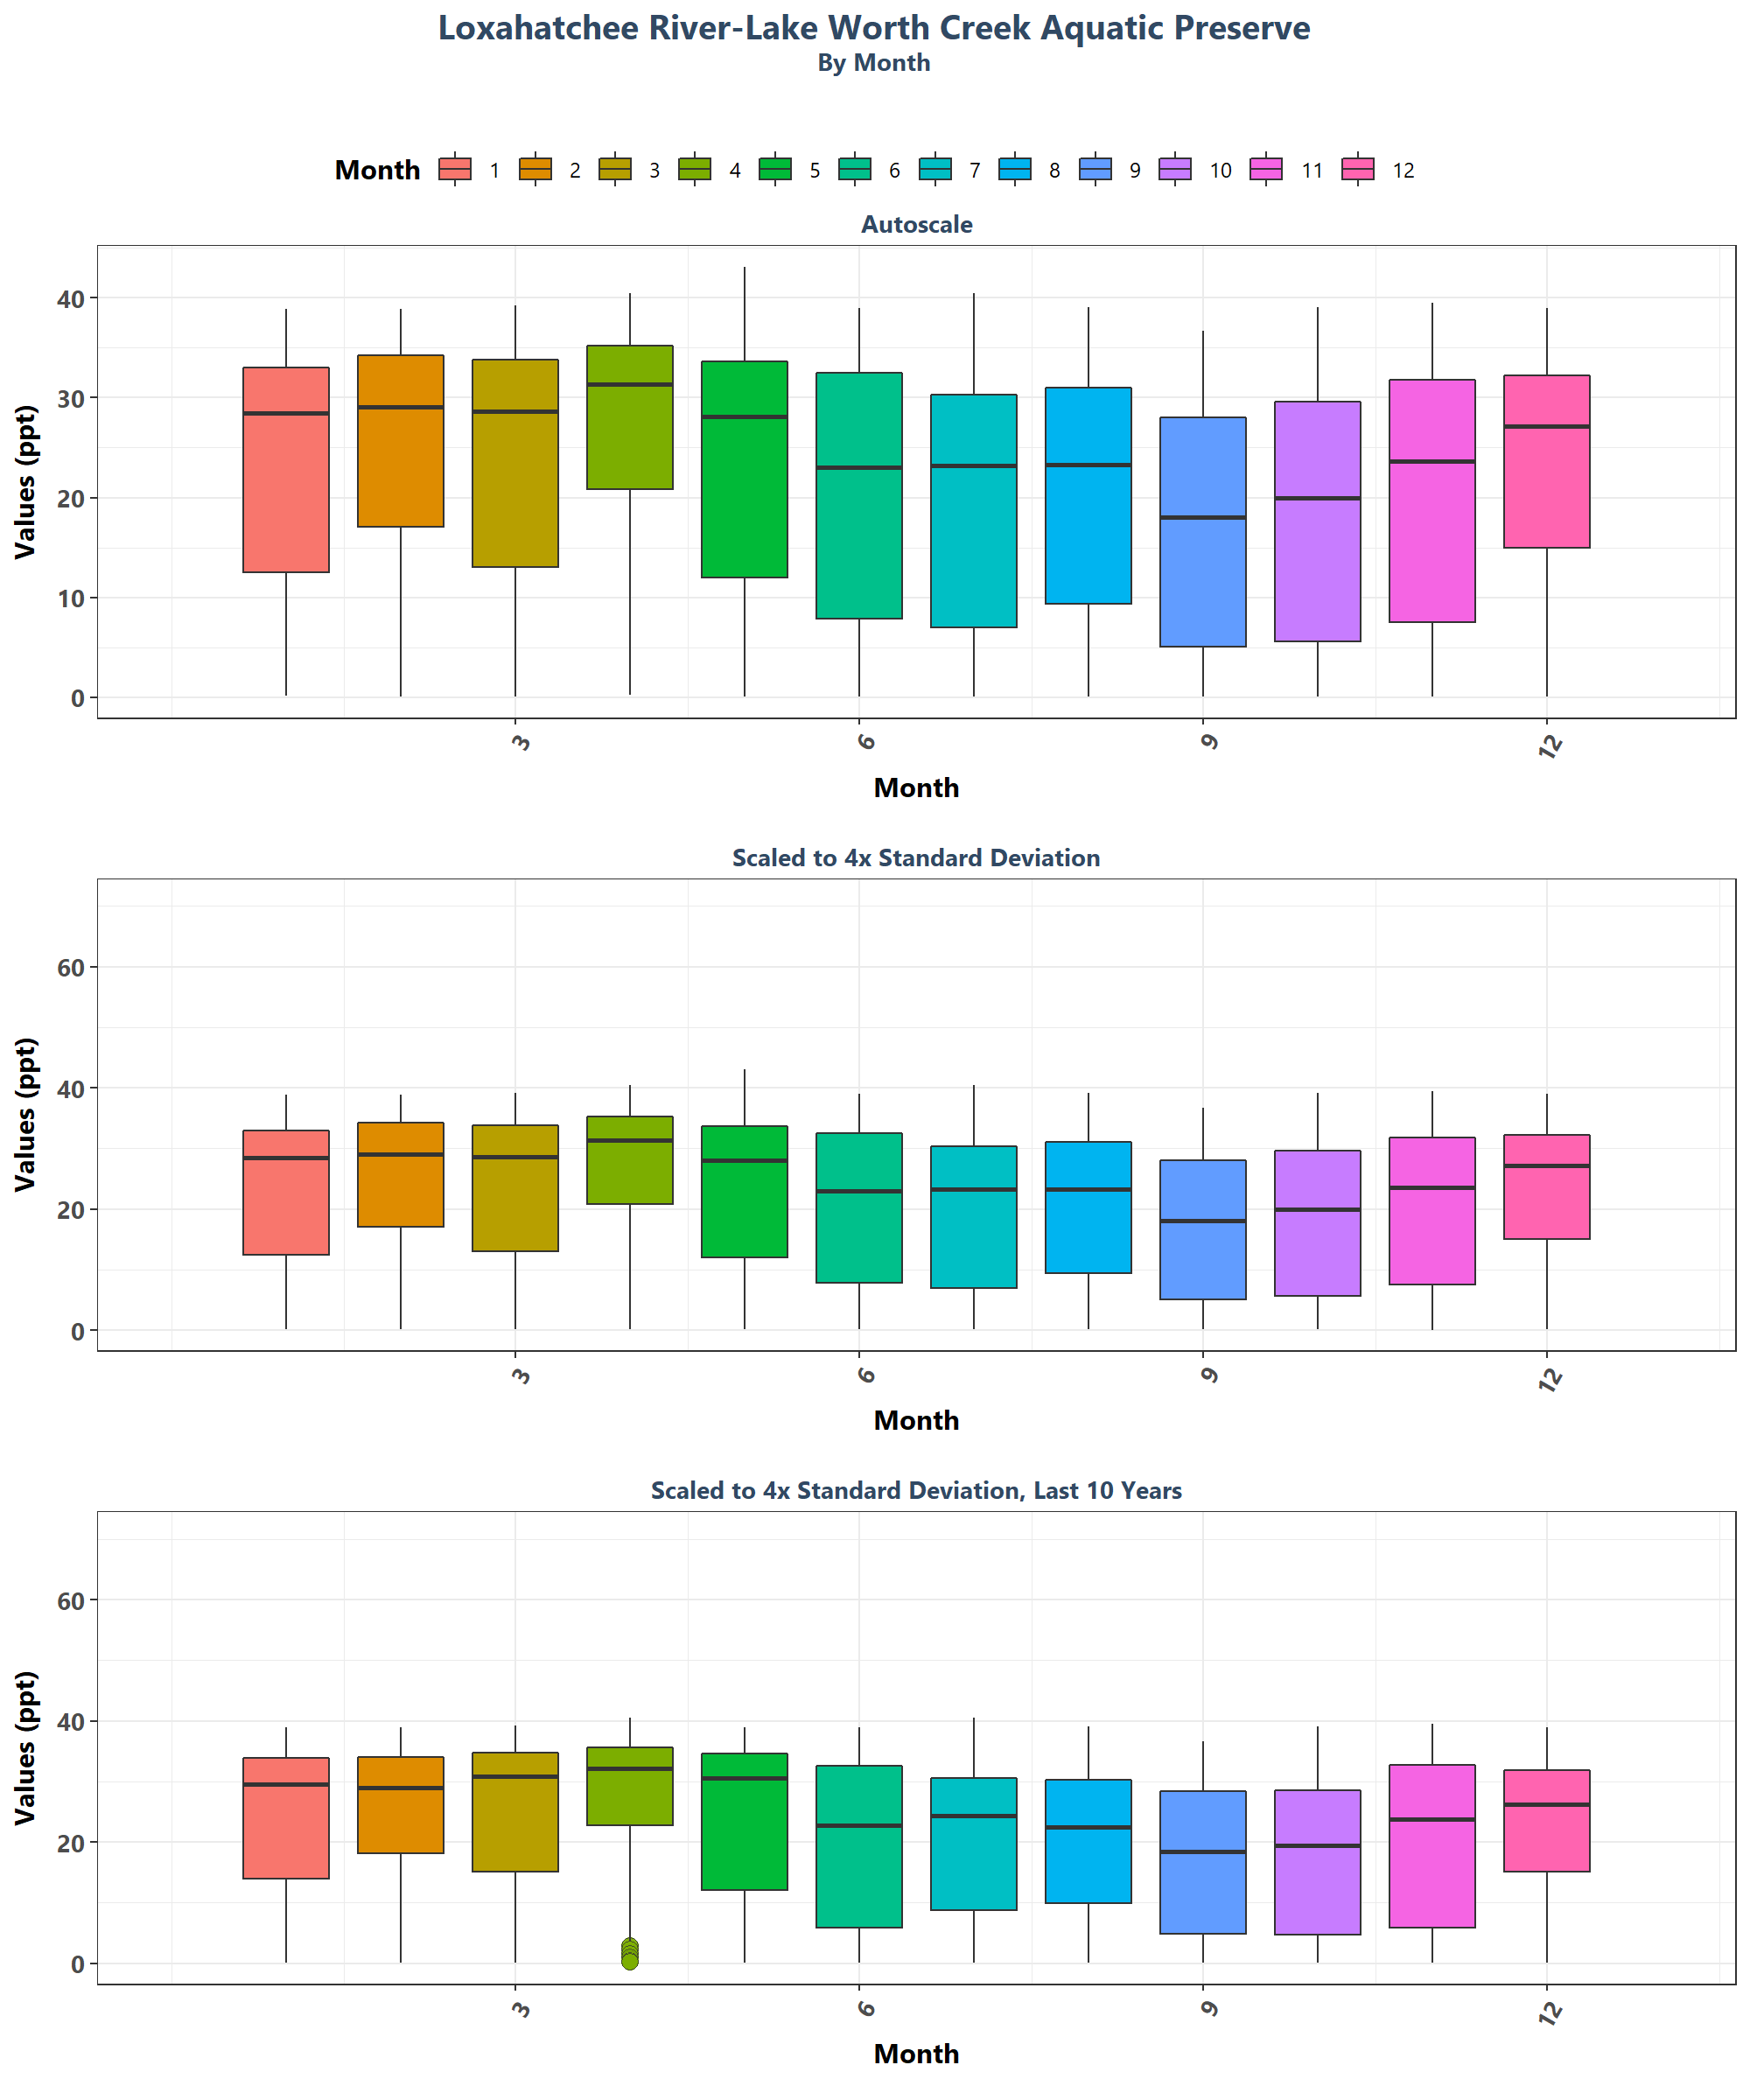 Loxahatchee River-Lake Worth Creek Aquatic Preserve
By Month
Month 1 2 3 4 5 6 7 8 9 10 11 12
Autoscale
Values (ppt)
40
30
20
10
0
3 6 9 12
Month
Scaled to 4x Standard Deviation
Values (ppt)
60
40
20
0
3 6 9 12
Month
Scaled to 4x Standard Deviation, Last 10 Years
Values (ppt)
60
40
20
0
3 6 9 12
Month